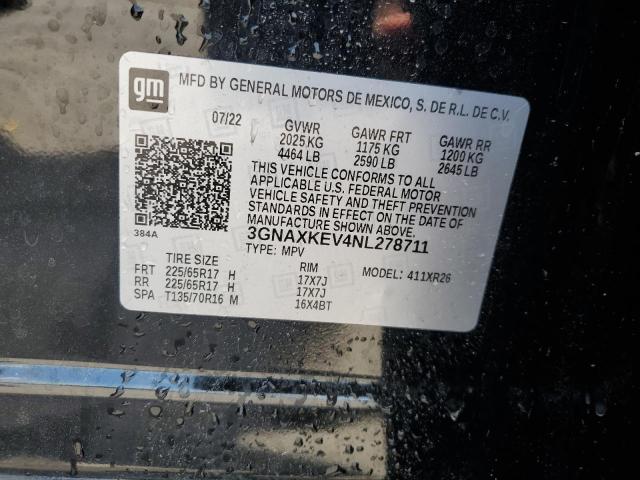 gm
MFD BY GENERAL MOTORS DE MEXICO, S. DE R.L. DE C.V.
07/22 GVWR GAWR FRT GAWR RR
2025 KG 1175 KG 1200 KG
4464 LB 2590 LB 2645 LB
THIS VEHICLE CONFORMS TO ALL
APPLICABLE U.S. FEDERAL MOTOR
VEHICLE SAFETY AND THEFT PREVENTION
STANDARDS IN EFFECT ON THE DATE OF
MANUFACTURE SHOWN ABOVE.
384A
3GNAXKEV4NL278711
TYPE: MPV
TIRE SIZE RIM MODEL: 411XR26
FRT 225/65R17 H 17X7J
RR 225/65R17 H 17X7J
SPA T135/70R16 M 16X4BT